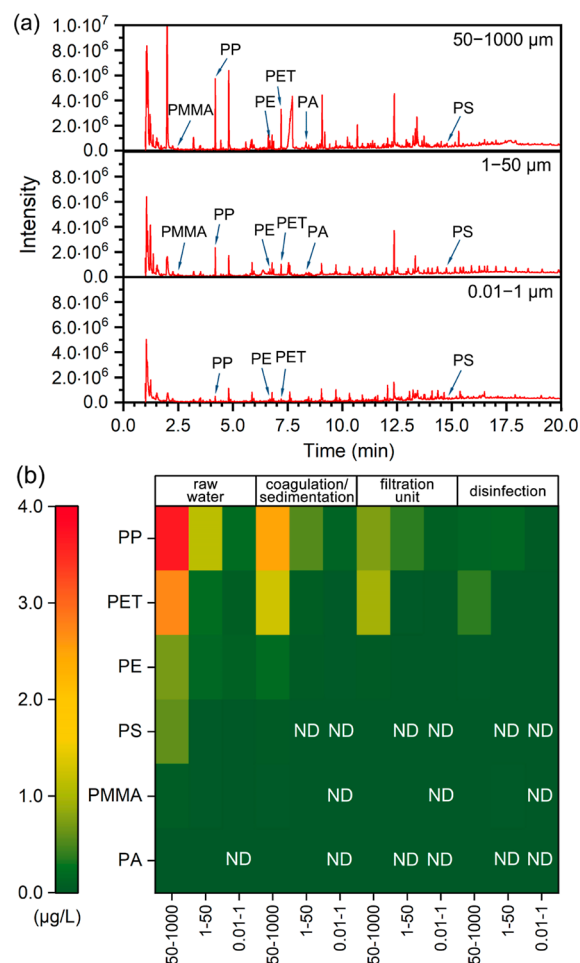 (a)
1.0·10⁷
8.0·10⁶
6.0·10⁶
4.0·10⁶
2.0·10⁶
0.0
50−1000 µm
PMMA
PP
PE
PET
PA
PS
8.0·10⁶
6.0·10⁶
4.0·10⁶
2.0·10⁶
0.0
1−50 µm
PMMA
PP
PE
PET
PA
PS
8.0·10⁶
6.0·10⁶
4.0·10⁶
2.0·10⁶
0.0
0.01−1 µm
PP
PE
PET
PS
Intensity
0.0 2.5 5.0 7.5 10.0 12.5 15.0 17.5 20.0
Time (min)
(b)
4.0
3.0
2.0
1.0
0.0
(µg/L)
raw
water
coagulation/
sedimentation
filtration
unit
disinfection
PP
PET
PE
PS ND ND ND ND ND ND
PMMA ND ND ND
PA ND ND ND ND ND ND
50-1000 1-50 0.01-1 50-1000 1-50 0.01-1 50-1000 1-50 0.01-1 50-1000 1-50 0.01-1